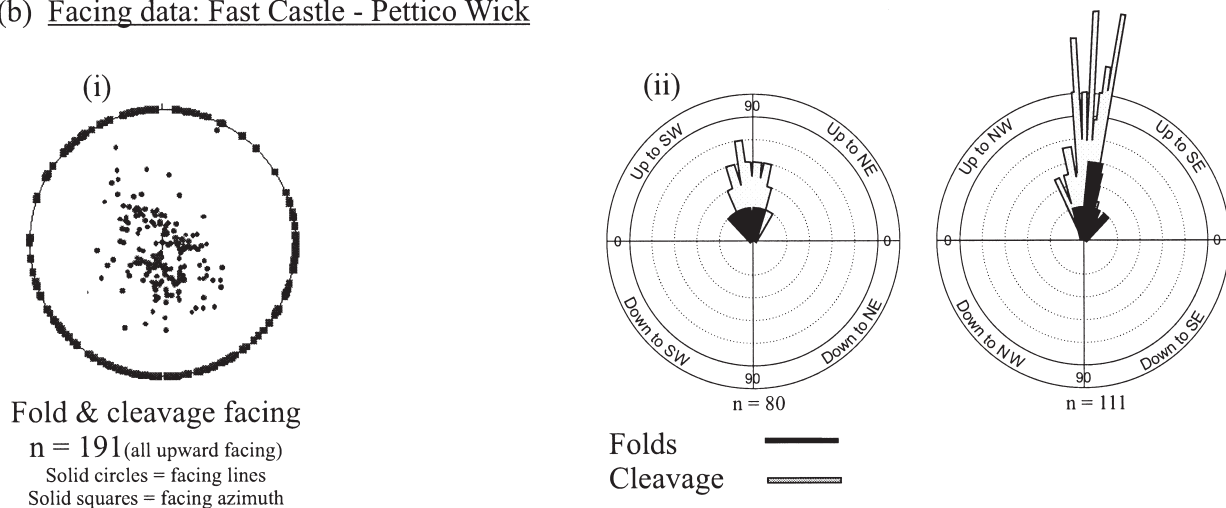 (b) Facing data: Fast Castle - Pettico Wick
(i)
Fold & cleavage facing
n = 191(all upward facing)
Solid circles = facing lines
Solid squares = facing azimuth
(ii)
90
Up to SW
Up to NE
0
0
Down to SW
Down to NE
90
n = 80
Up to NW
Up to SE
0
0
Down to NW
Down to SE
90
n = 111
Folds
Cleavage